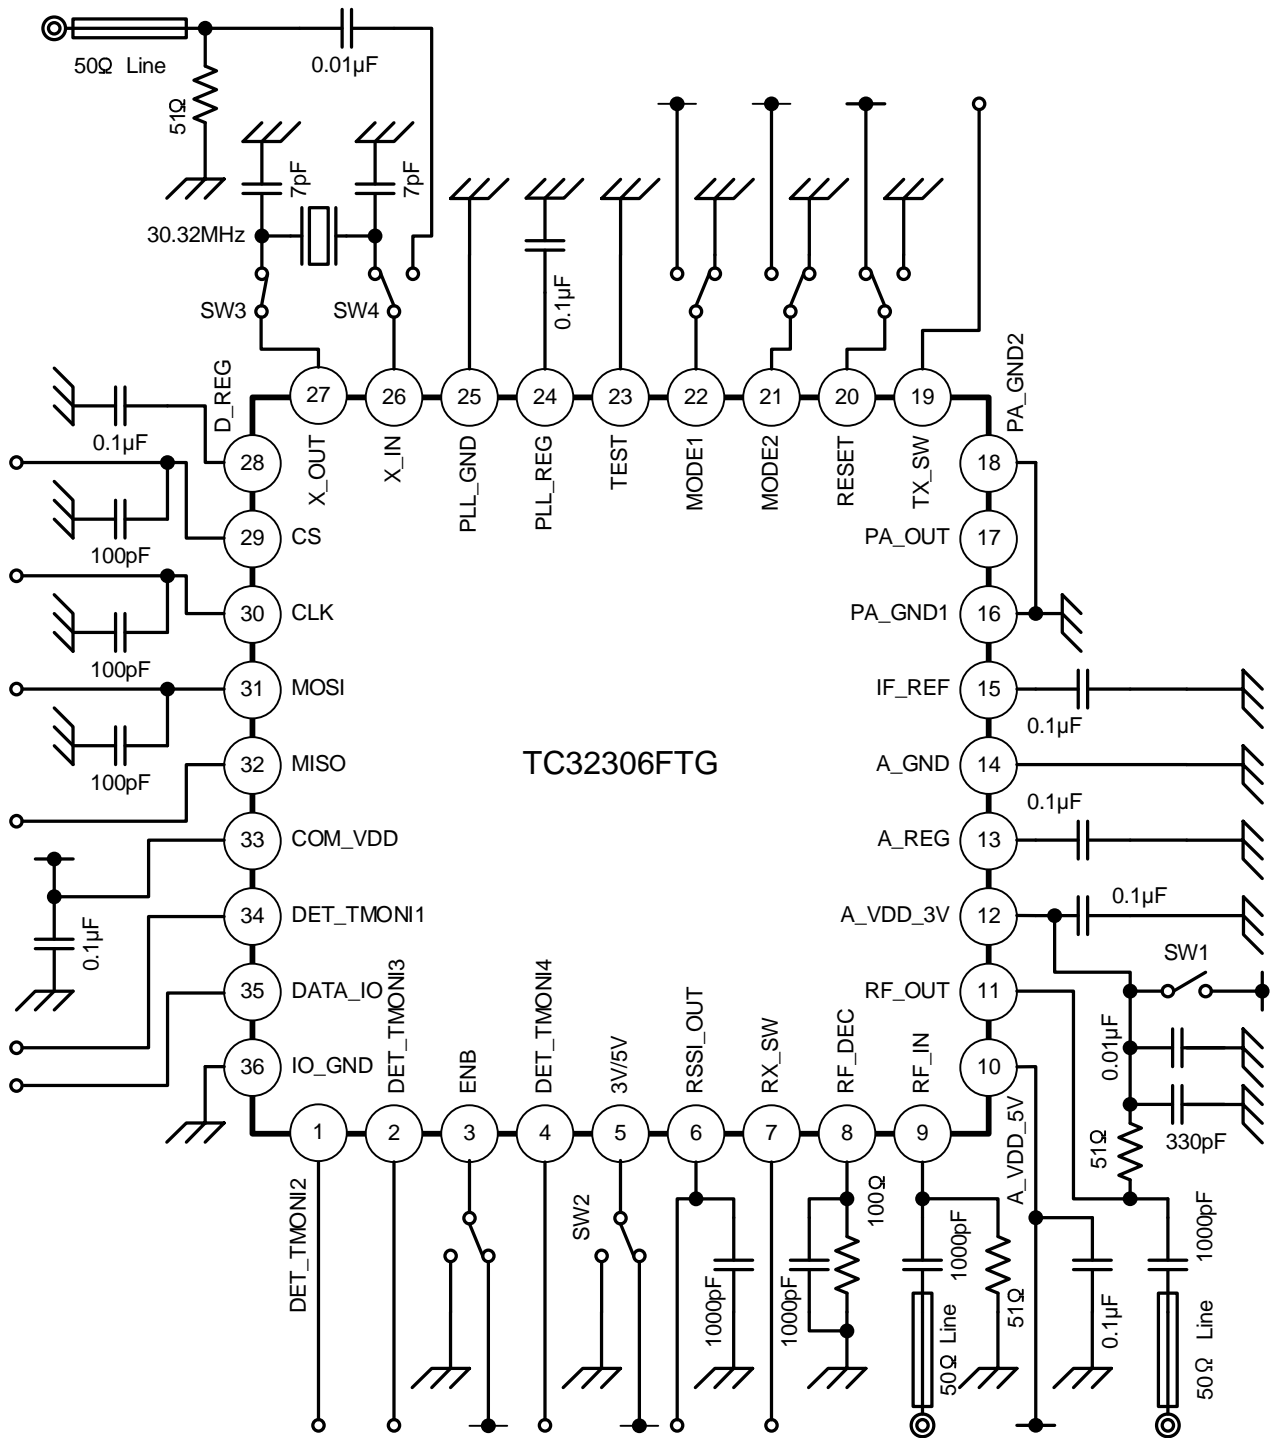 50Ω Line
0.01µF
51Ω
7pF
7pF
30.32MHz
SW3
SW4
0.1µF
D_REG
PA_GND2
27
26
25
24
23
22
21
20
19
0.1µF
28
X_OUT
X_IN
PLL_GND
PLL_REG
TEST
MODE1
MODE2
RESET
TX_SW
18
100pF
29
CS
PA_OUT
17
30
CLK
PA_GND1
16
100pF
31
MOSI
IF_REF
15
0.1µF
100pF
32
MISO
TC32306FTG
A_GND
14
0.1µF
33
COM_VDD
A_REG
13
0.1µF
34
DET_TMONI1
A_VDD_3V
12
0.1µF
SW1
35
DATA_IO
RF_OUT
11
0.01µF
36
IO_GND
DET_TMONI3
ENB
DET_TMONI4
3V/5V
RSSI_OUT
RX_SW
RF_DEC
RF_IN
10
330pF
1
2
3
4
5
6
7
8
9
A_VDD_5V
51Ω
DET_TMONI2
SW2
100Ω
1000pF
1000pF
1000pF
1000pF
51Ω
0.1µF
50Ω Line
50Ω Line